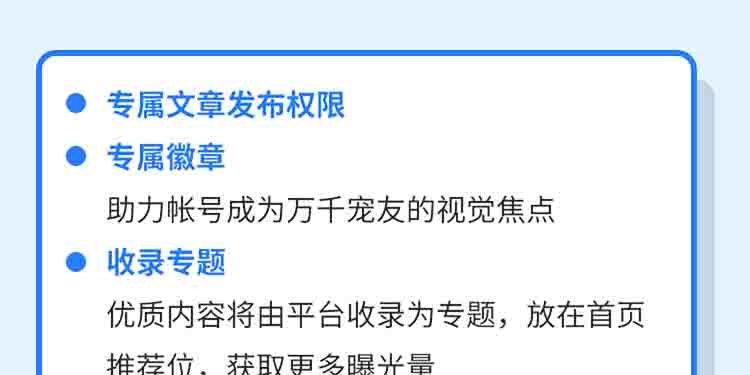 专属文章发布权限
专属徽章
助力帐号成为万千宠友的视觉焦点
收录专题
优质内容将由平台收录为专题，放在首页
推荐位，获取更多曝光量